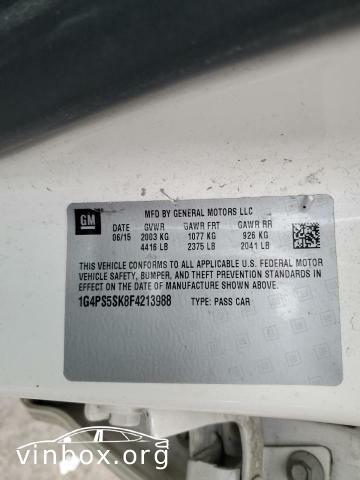 GM
MFD BY GENERAL MOTORS LLC
DATE GVWR GAWR FRT GAWR RR
06/15 2003 KG 1077 KG 926 KG
4416 LB 2375 LB 2041 LB
THIS VEHICLE CONFORMS TO ALL APPLICABLE U.S. FEDERAL MOTOR
VEHICLE SAFETY, BUMPER, AND THEFT PREVENTION STANDARDS IN
EFFECT ON THE DATE OF MANUFACTURE SHOWN ABOVE.
1G4PS5SK8F4213988 TYPE: PASS CAR
vinbox.org